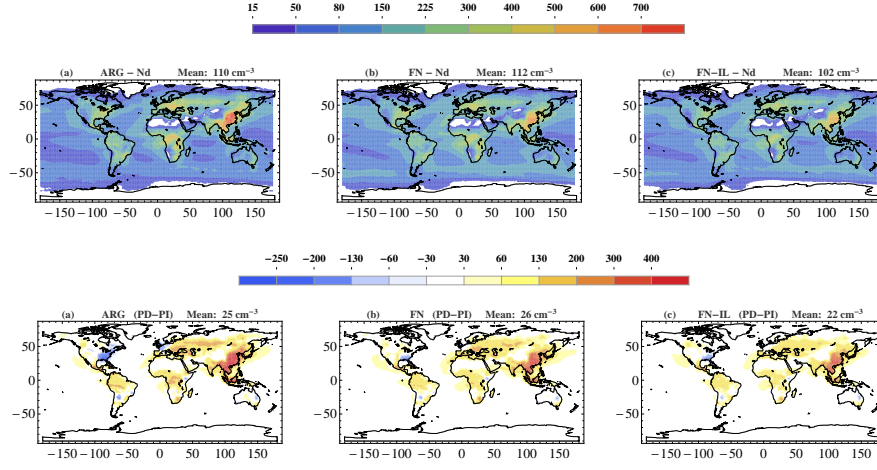 15 50 80 150 225 300 400 500 600 700
(a) ARG − Nd Mean: 110 cm−3
(b) FN − Nd Mean: 112 cm−3
(c) FN−IL − Nd Mean: 102 cm−3
50
0
−50
−150 −100 −50 0 50 100 150
−150 −100 −50 0 50 100 150
−150 −100 −50 0 50 100 150
−250 −200 −130 −60 −30 30 60 130 200 300 400
(a) ARG (PD−PI) Mean: 25 cm−3
(b) FN (PD−PI) Mean: 26 cm−3
(c) FN−IL (PD−PI) Mean: 22 cm−3
50
0
−50
−150 −100 −50 0 50 100 150
−150 −100 −50 0 50 100 150
−150 −100 −50 0 50 100 150